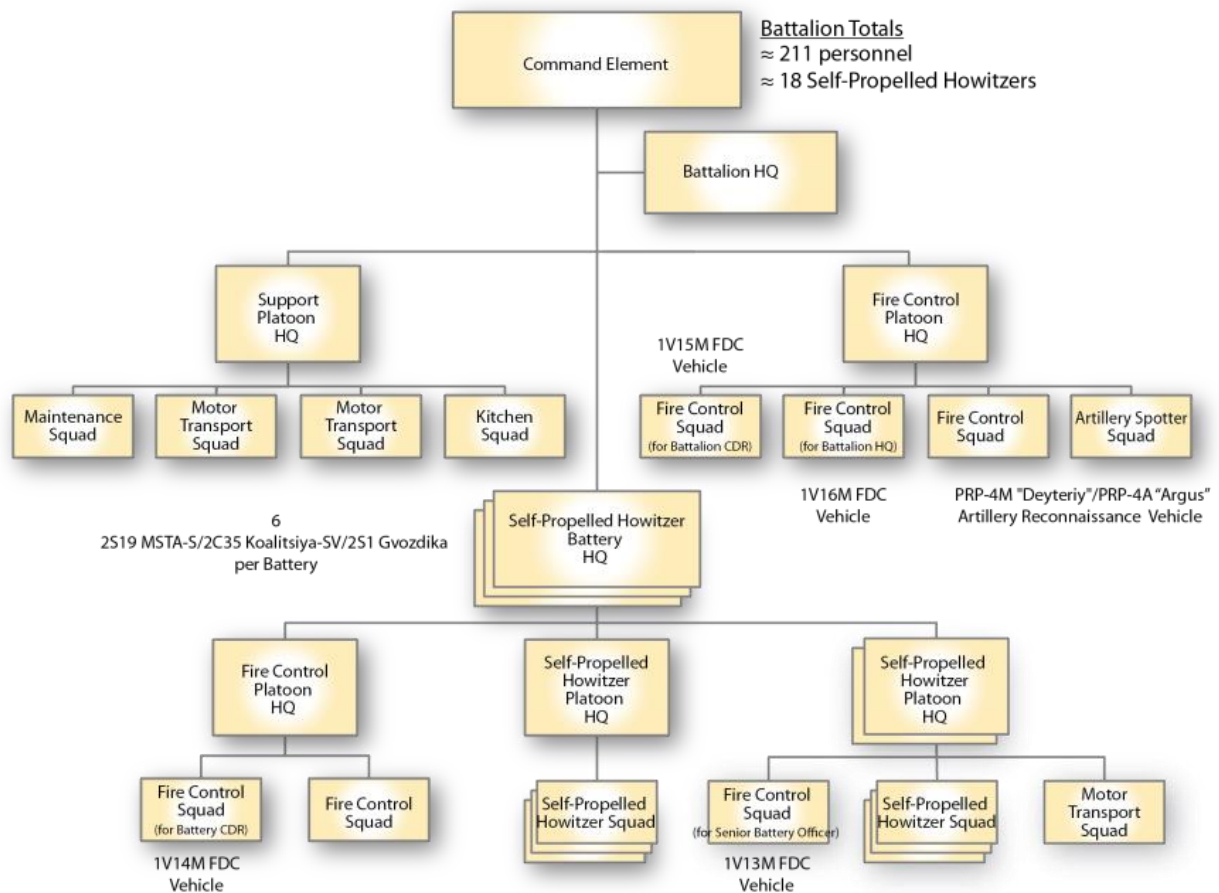 Command Element
Battalion Totals
≈ 211 personnel
≈ 18 Self-Propelled Howitzers
Battalion HQ
Support
Platoon
HQ
Fire Control
Platoon
HQ
1V15M FDC
Vehicle
Maintenance
Squad
Motor
Transport
Squad
Motor
Transport
Squad
Kitchen
Squad
Fire Control
Squad
(for Battalion CDR)
Fire Control
Squad
(for Battalion HQ)
Fire Control
Squad
Artillery Spotter
Squad
1V16M FDC
Vehicle
PRP-4M "Deyteriy"/PRP-4A “Argus”
Artillery Reconnaissance Vehicle
6
2S19 MSTA-S/2C35 Koalitsiya-SV/2S1 Gvozdika
per Battery
Self-Propelled Howitzer
Battery
HQ
Fire Control
Platoon
HQ
Self-Propelled
Howitzer
Platoon
HQ
Self-Propelled
Howitzer
Platoon
HQ
Fire Control
Squad
(for Battery CDR)
Fire Control
Squad
Self-Propelled
Howitzer Squad
Fire Control
Squad
(for Senior Battery Officer)
Self-Propelled
Howitzer Squad
Motor
Transport
Squad
1V14M FDC
Vehicle
1V13M FDC
Vehicle